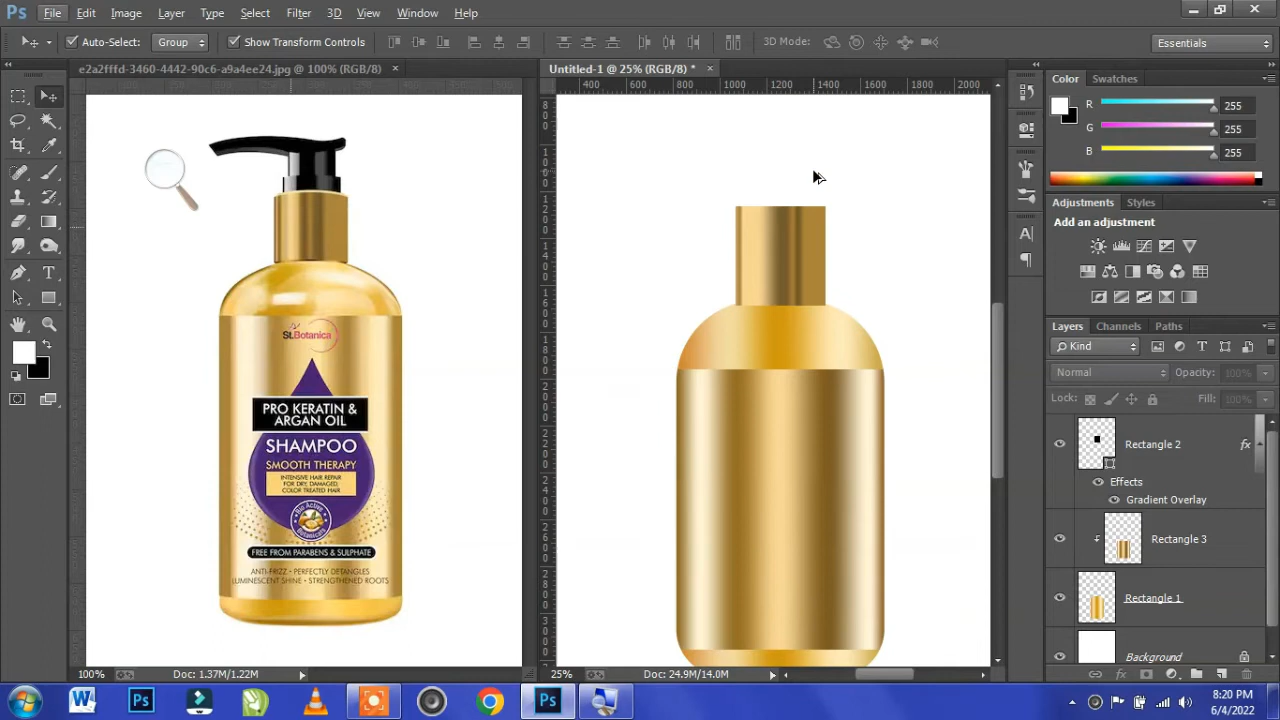 Ps File Edit Image Layer Type Select Filter 3D View Window Help
Auto-Select: Group Show Transform Controls 3D Mode: Essentials
e2a2fffd-3460-4442-90c6-a9a4ee24.jpg @ 100% (RGB/8) ×
Untitled-1 @ 25% (RGB/8) * ×
400 600 800 1000 1200 1400 1600 1800 2000
St.Botanica
PRO KERATIN &
ARGAN OIL
SHAMPOO
SMOOTH THERAPY
INTENSIVE HAIR REPAIR
FOR DRY, DAMAGED,
COLOR TREATED HAIR
Bio Active
Botanicals
FREE FROM PARABENS & SULPHATE
ANTI-FRIZZ • PERFECTLY DETANGLES
LUMINESCENT SHINE • STRENGTHENED ROOTS
Color Swatches
R 255
G 255
B 255
Adjustments Styles
Add an adjustment
Layers Channels Paths
Kind
Normal Opacity: 100%
Lock: Fill: 100%
Rectangle 2 fx
Effects
Gradient Overlay
Rectangle 3
Rectangle 1
Background
100% Doc: 1.37M/1.22M
25% Doc: 24.9M/14.0M
8:20 PM
6/4/2022